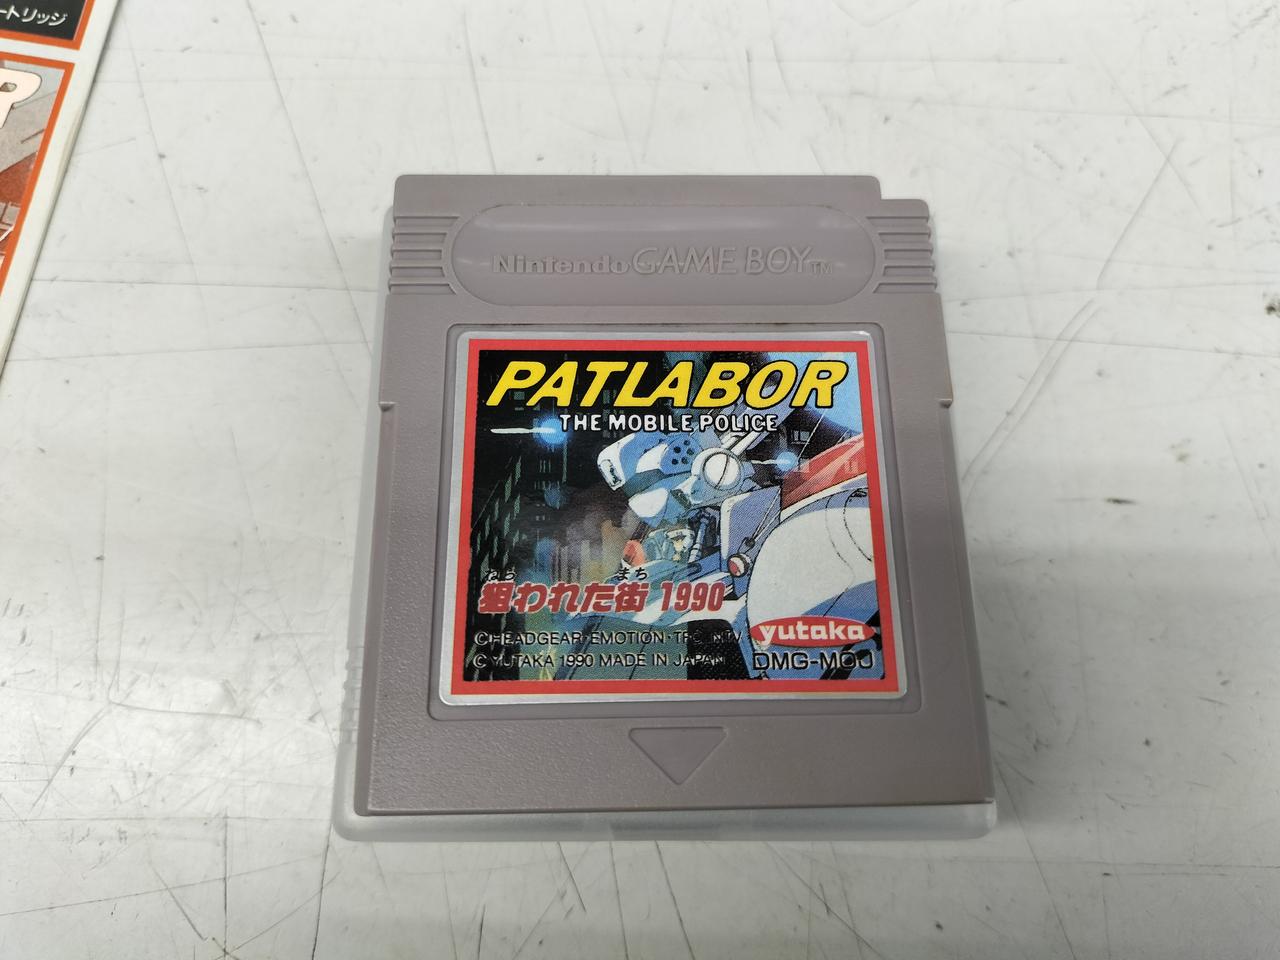 ートリッジ
R
Nintendo GAME BOY TM
PATLABOR
THE MOBILE POLICE
ねら まち
狙われた街 1990
©HEADGEAR·EMOTION·TFC, NTV
© YUTAKA 1990 MADE IN JAPAN
yutaka
DMG-MOJ